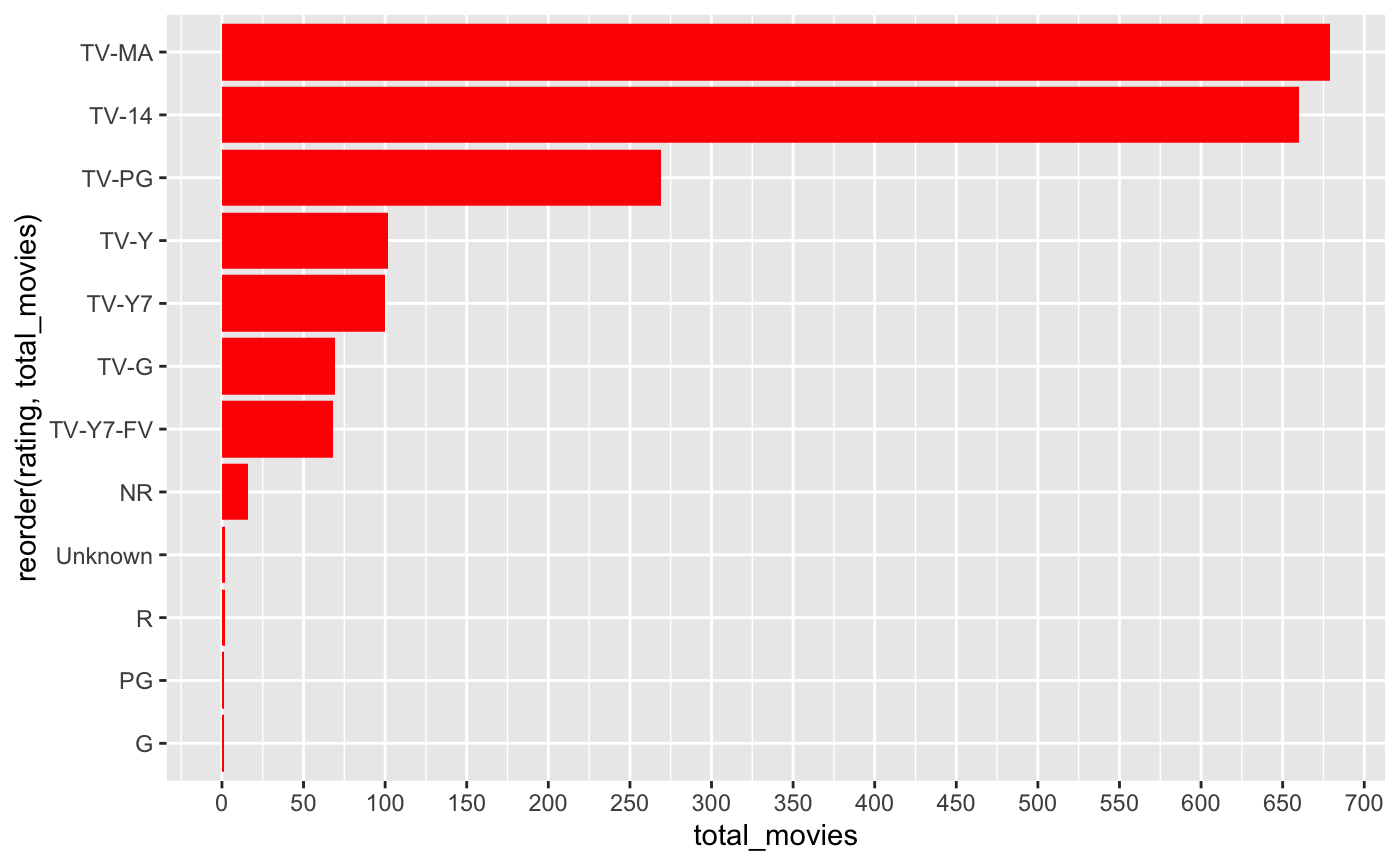 reorder(rating, total_movies)
TV-MA
TV-14
TV-PG
TV-Y
TV-Y7
TV-G
TV-Y7-FV
NR
Unknown
R
PG
G
0 50 100 150 200 250 300 350 400 450 500 550 600 650 700
total_movies